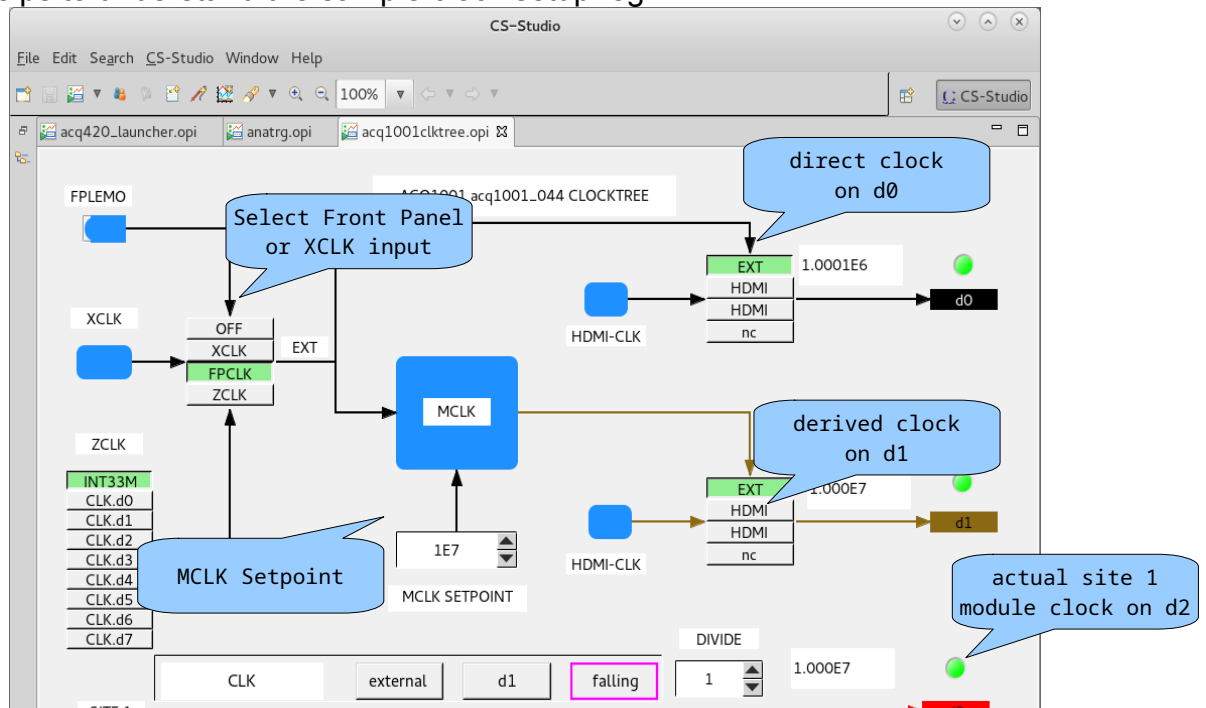 CS-Studio
File Edit Search CS-Studio Window Help
100%
CS-Studio
acq420_launcher.opi
anatrg.opi
acq1001clktree.opi
direct clock
on d0
FPLEMO
acq1001_044 CLOCKTREE
Select Front Panel
or XCLK input
EXT
1.0001E6
HDMI
HDMI
nc
d0
HDMI-CLK
XCLK
OFF
XCLK
FPCLK
ZCLK
EXT
MCLK
derived clock
on d1
ZCLK
INT33M
CLK.d0
CLK.d1
CLK.d2
CLK.d3
CLK.d4
CLK.d5
CLK.d6
CLK.d7
EXT
1.000E7
HDMI
HDMI
nc
d1
HDMI-CLK
1E7
MCLK SETPOINT
MCLK Setpoint
actual site 1
module clock on d2
DIVIDE
CLK
external
d1
falling
1
1.000E7